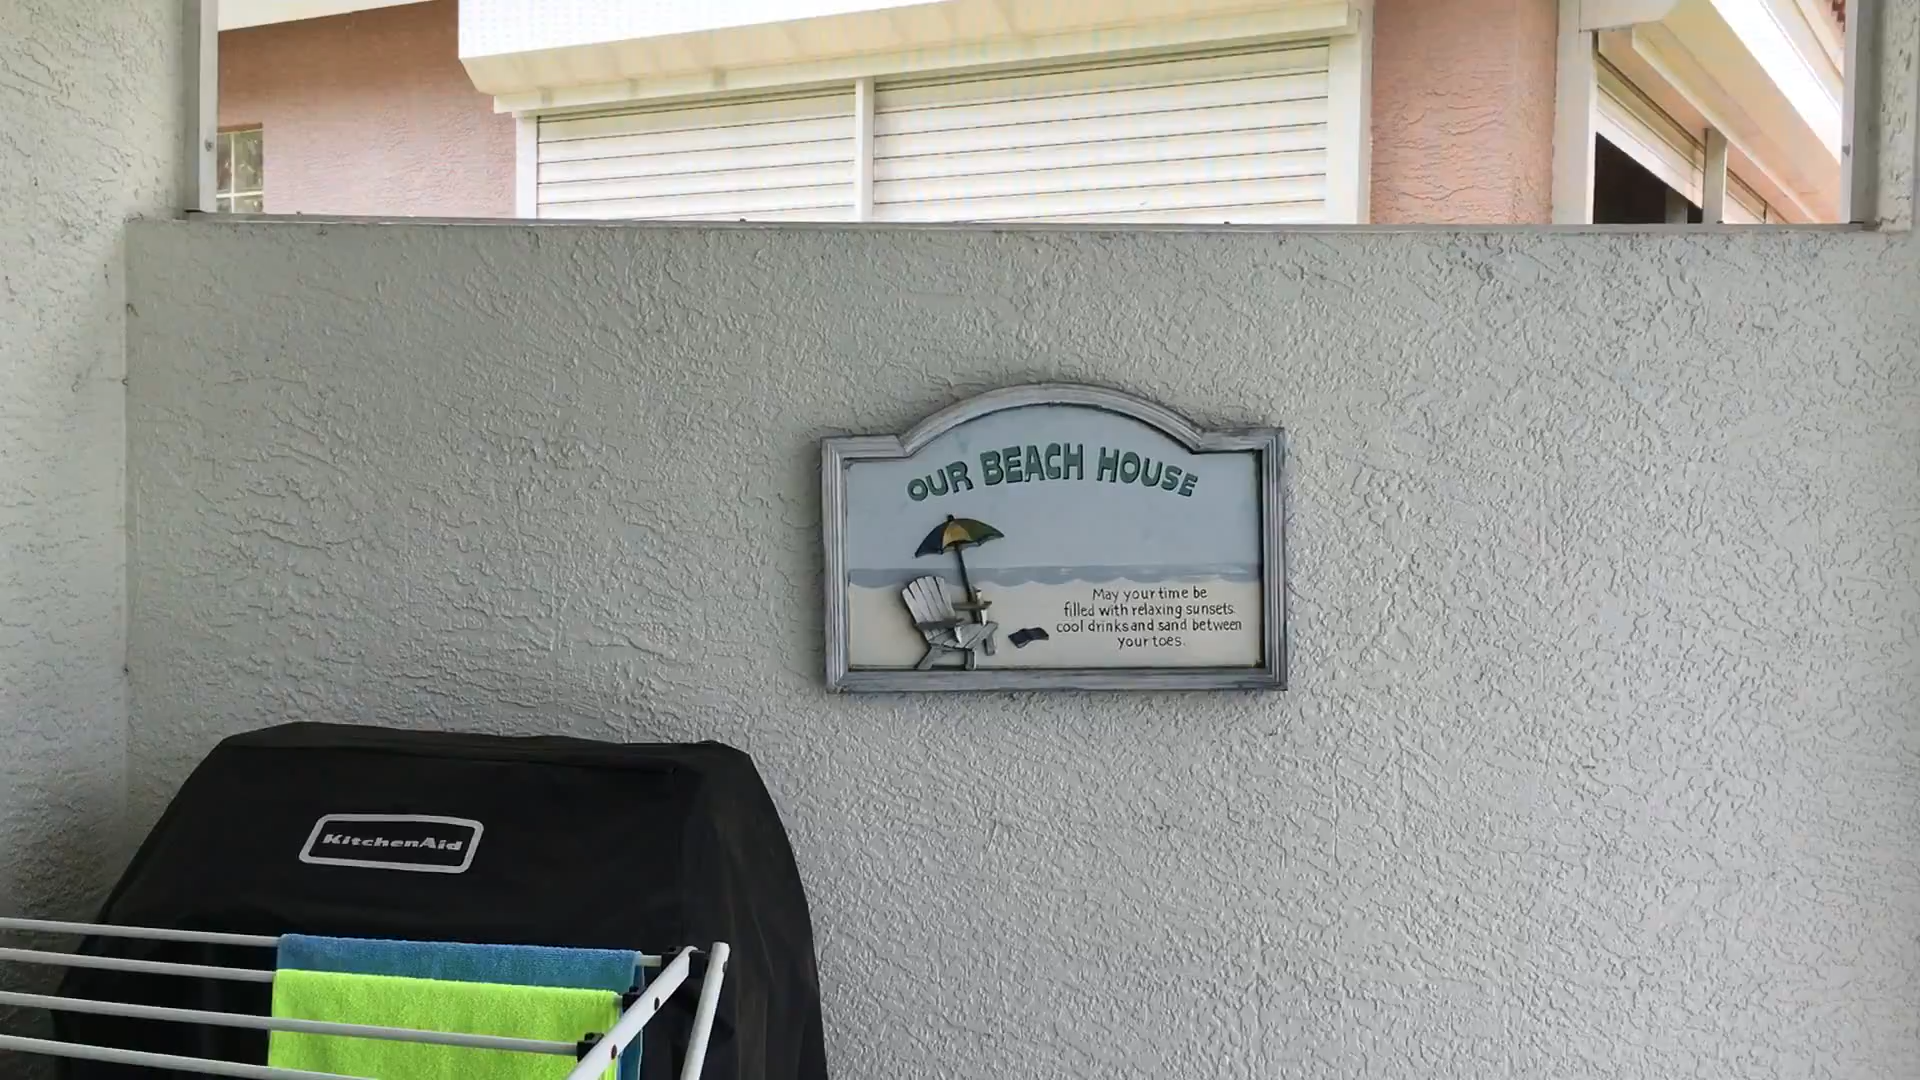 OUR BEACH HOUSE
May your time be
filled with relaxing sunsets.
cool drinks and sand between
your toes.
KitchenAid